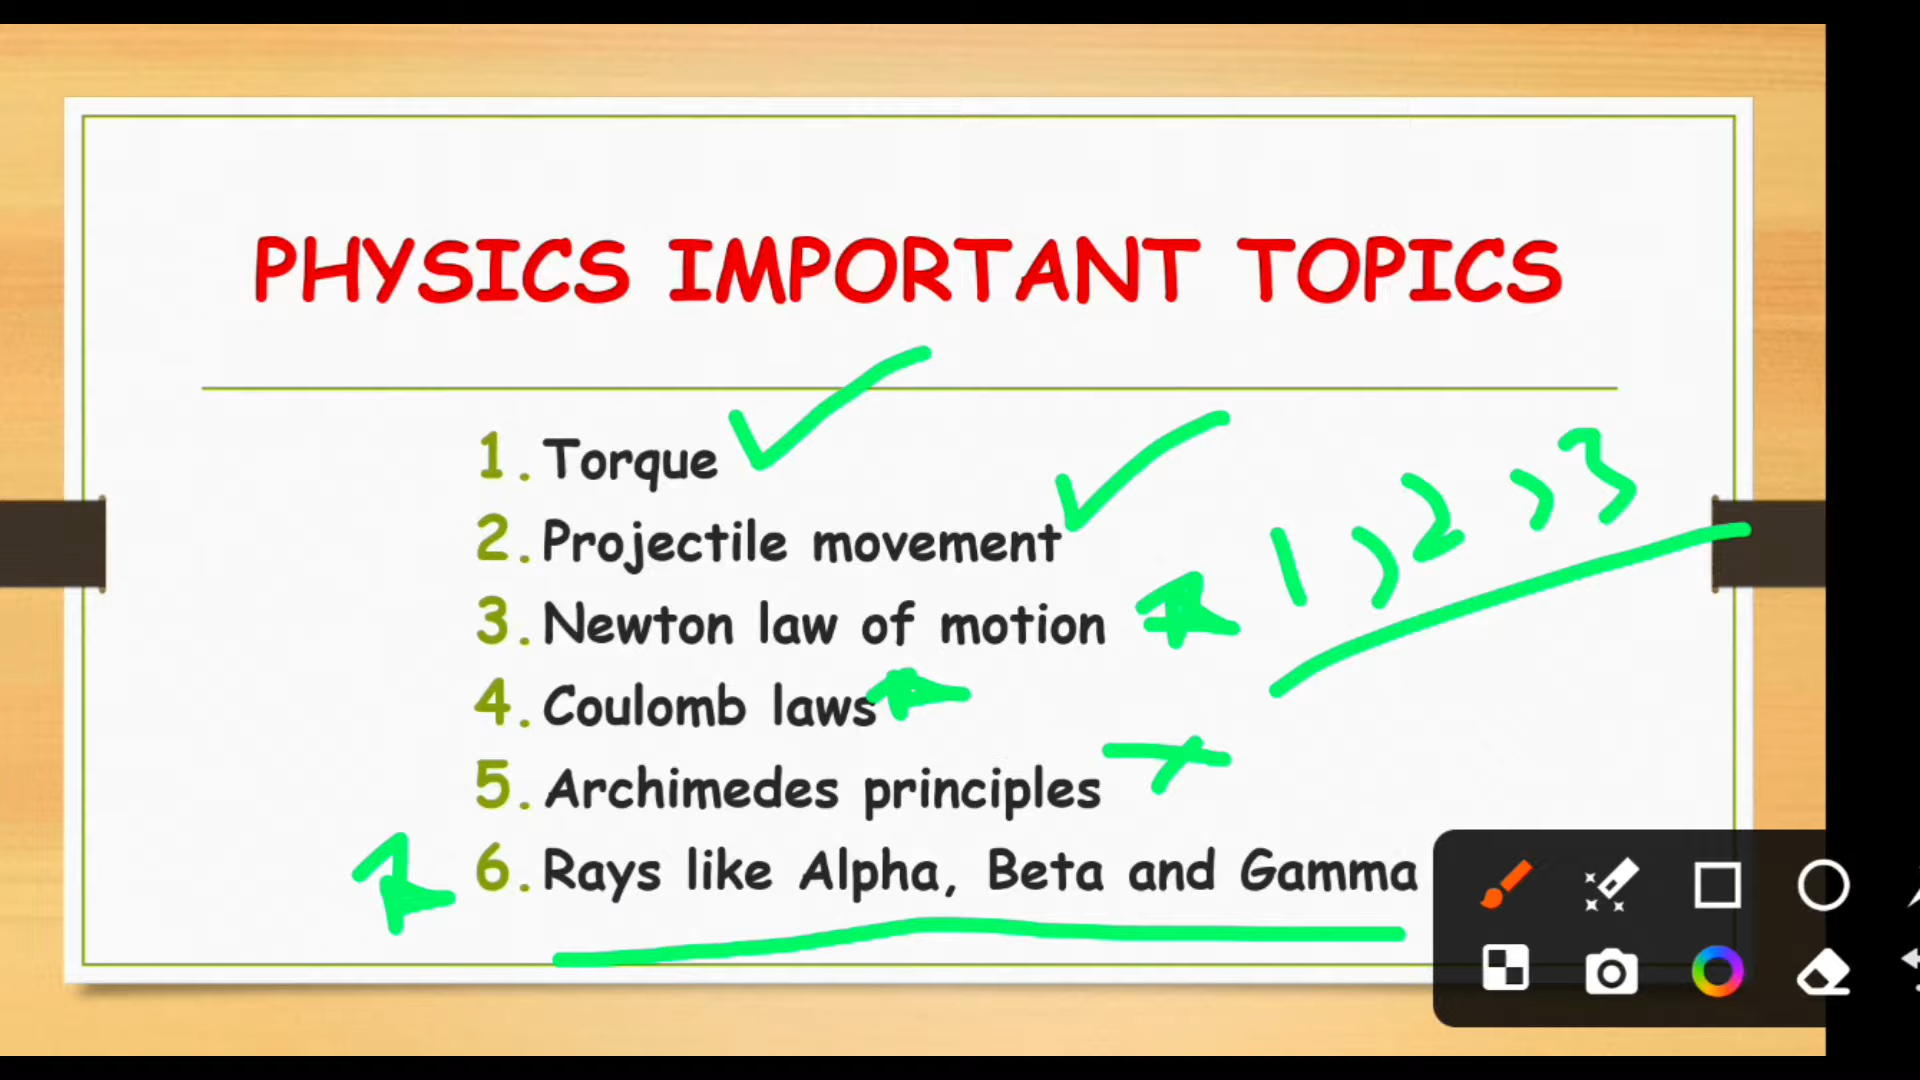 PHYSICS IMPORTANT TOPICS
1. Torque
2. Projectile movement
1, 2, 3
3. Newton law of motion
4. Coulomb laws
5. Archimedes principles
6. Rays like Alpha, Beta and Gamma